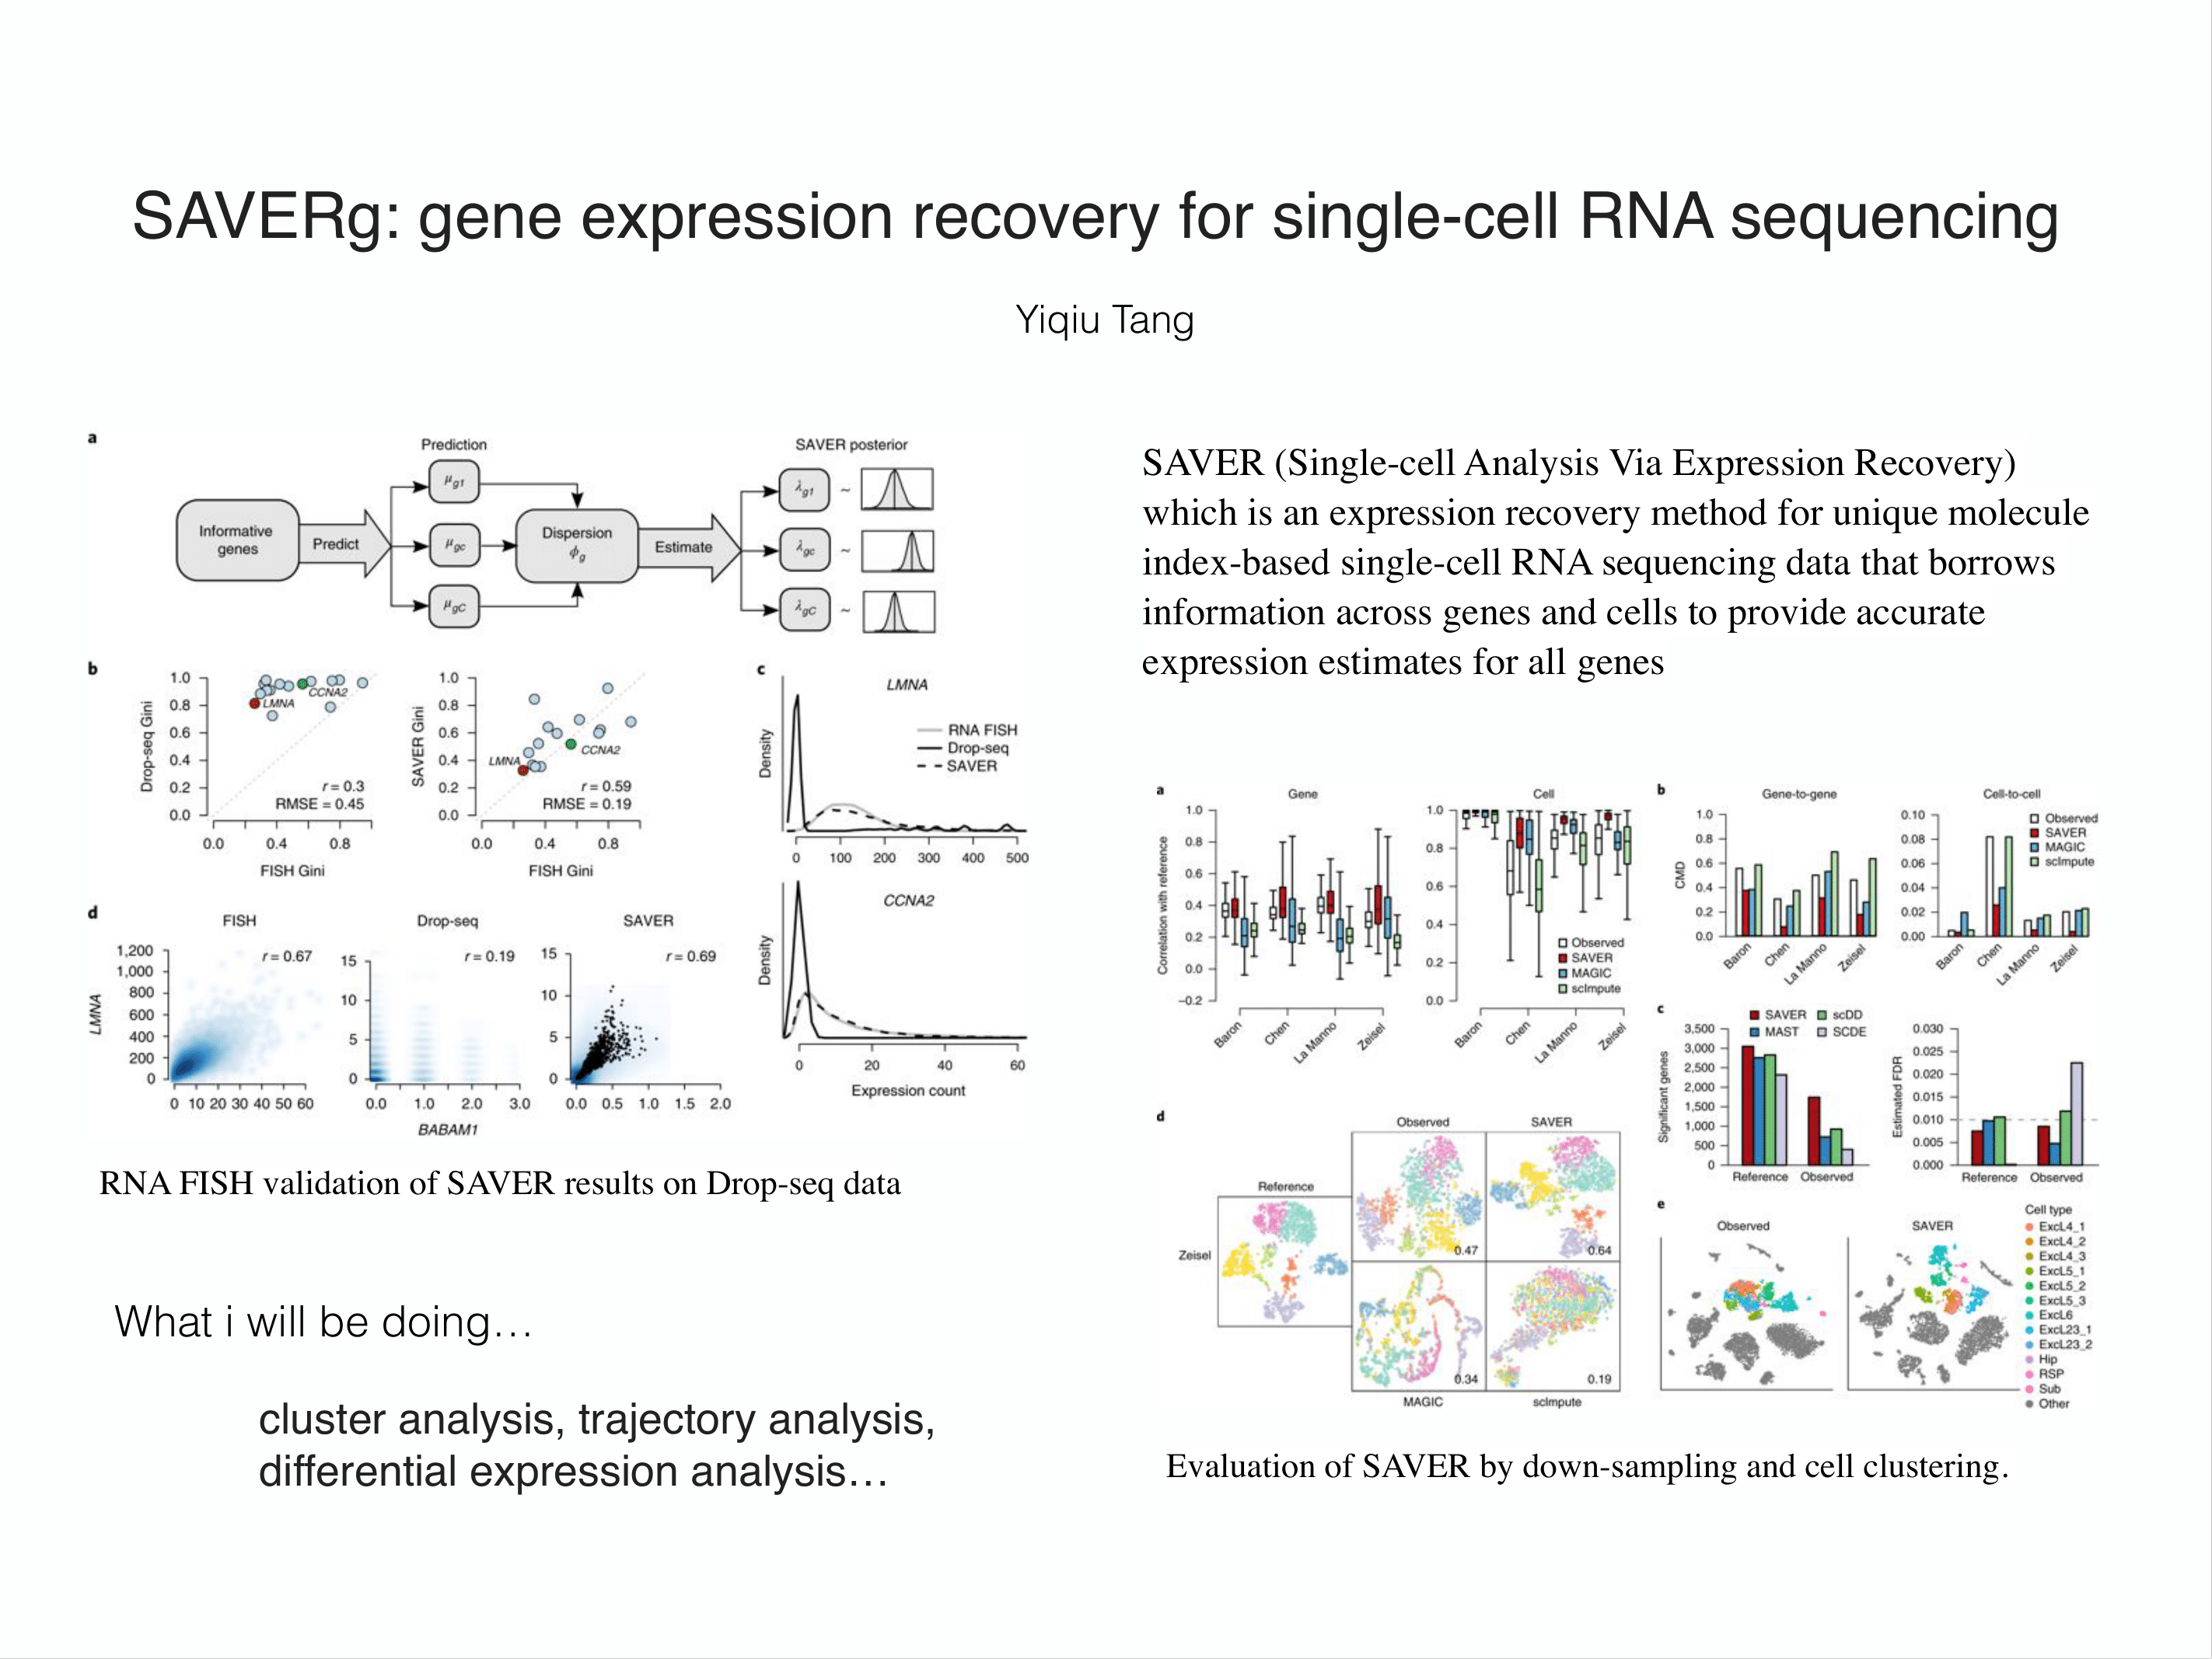 SAVERg: gene expression recovery for single-cell RNA sequencing
Yiqiu Tang
a
Prediction
SAVER posterior
Informative
genes
Predict
μg1
μgc
μgC
Dispersion
ϕg
Estimate
λg1 ~
λgc ~
λgC ~
b
Drop-seq Gini
1.0
0.8
0.6
0.4
0.2
0.0
CCNA2
LMNA
r = 0.3
RMSE = 0.45
0.0 0.4 0.8
FISH Gini
SAVER Gini
1.0
0.8
0.6
0.4
0.2
0.0
LMNA
CCNA2
r = 0.59
RMSE = 0.19
0.0 0.4 0.8
FISH Gini
c
LMNA
Density
RNA FISH
Drop-seq
SAVER
0 100 200 300 400 500
CCNA2
Density
0 20 40 60
Expression count
d
FISH
Drop-seq
SAVER
LMNA
1,200
1,000
800
600
400
200
0
r = 0.67
0 10 20 30 40 50 60
15
10
5
0
r = 0.19
0.0 1.0 2.0 3.0
BABAM1
15
10
5
0
r = 0.69
0.0 0.5 1.0 1.5 2.0
RNA FISH validation of SAVER results on Drop-seq data
What i will be doing…
cluster analysis, trajectory analysis,
differential expression analysis…
SAVER (Single-cell Analysis Via Expression Recovery)
which is an expression recovery method for unique molecule
index-based single-cell RNA sequencing data that borrows
information across genes and cells to provide accurate
expression estimates for all genes
a
Gene
Correlation with reference
1.0
0.8
0.6
0.4
0.2
0.0
–0.2
Baron
Chen
La Manno
Zeisel
Cell
1.0
0.8
0.6
0.4
0.2
0.0
Observed
SAVER
MAGIC
scImpute
Baron
Chen
La Manno
Zeisel
b
Gene-to-gene
CMD
1.0
0.8
0.6
0.4
0.2
0.0
Baron
Chen
La Manno
Zeisel
Cell-to-cell
0.10
0.08
0.06
0.04
0.02
0.00
Observed
SAVER
MAGIC
scImpute
Baron
Chen
La Manno
Zeisel
c
SAVER scDD
MAST SCDE
Significant genes
3,500
3,000
2,500
2,000
1,500
1,000
500
0
Reference Observed
Estimated FDR
0.030
0.025
0.020
0.015
0.010
0.005
0.000
Reference Observed
d
Observed
SAVER
Reference
Zeisel
0.47
0.64
0.34
0.19
MAGIC
scImpute
e
Observed
SAVER
Cell type
ExcL4_1
ExcL4_2
ExcL4_3
ExcL5_1
ExcL5_2
ExcL5_3
ExcL6
ExcL23_1
ExcL23_2
Hip
RSP
Sub
Other
Evaluation of SAVER by down-sampling and cell clustering.